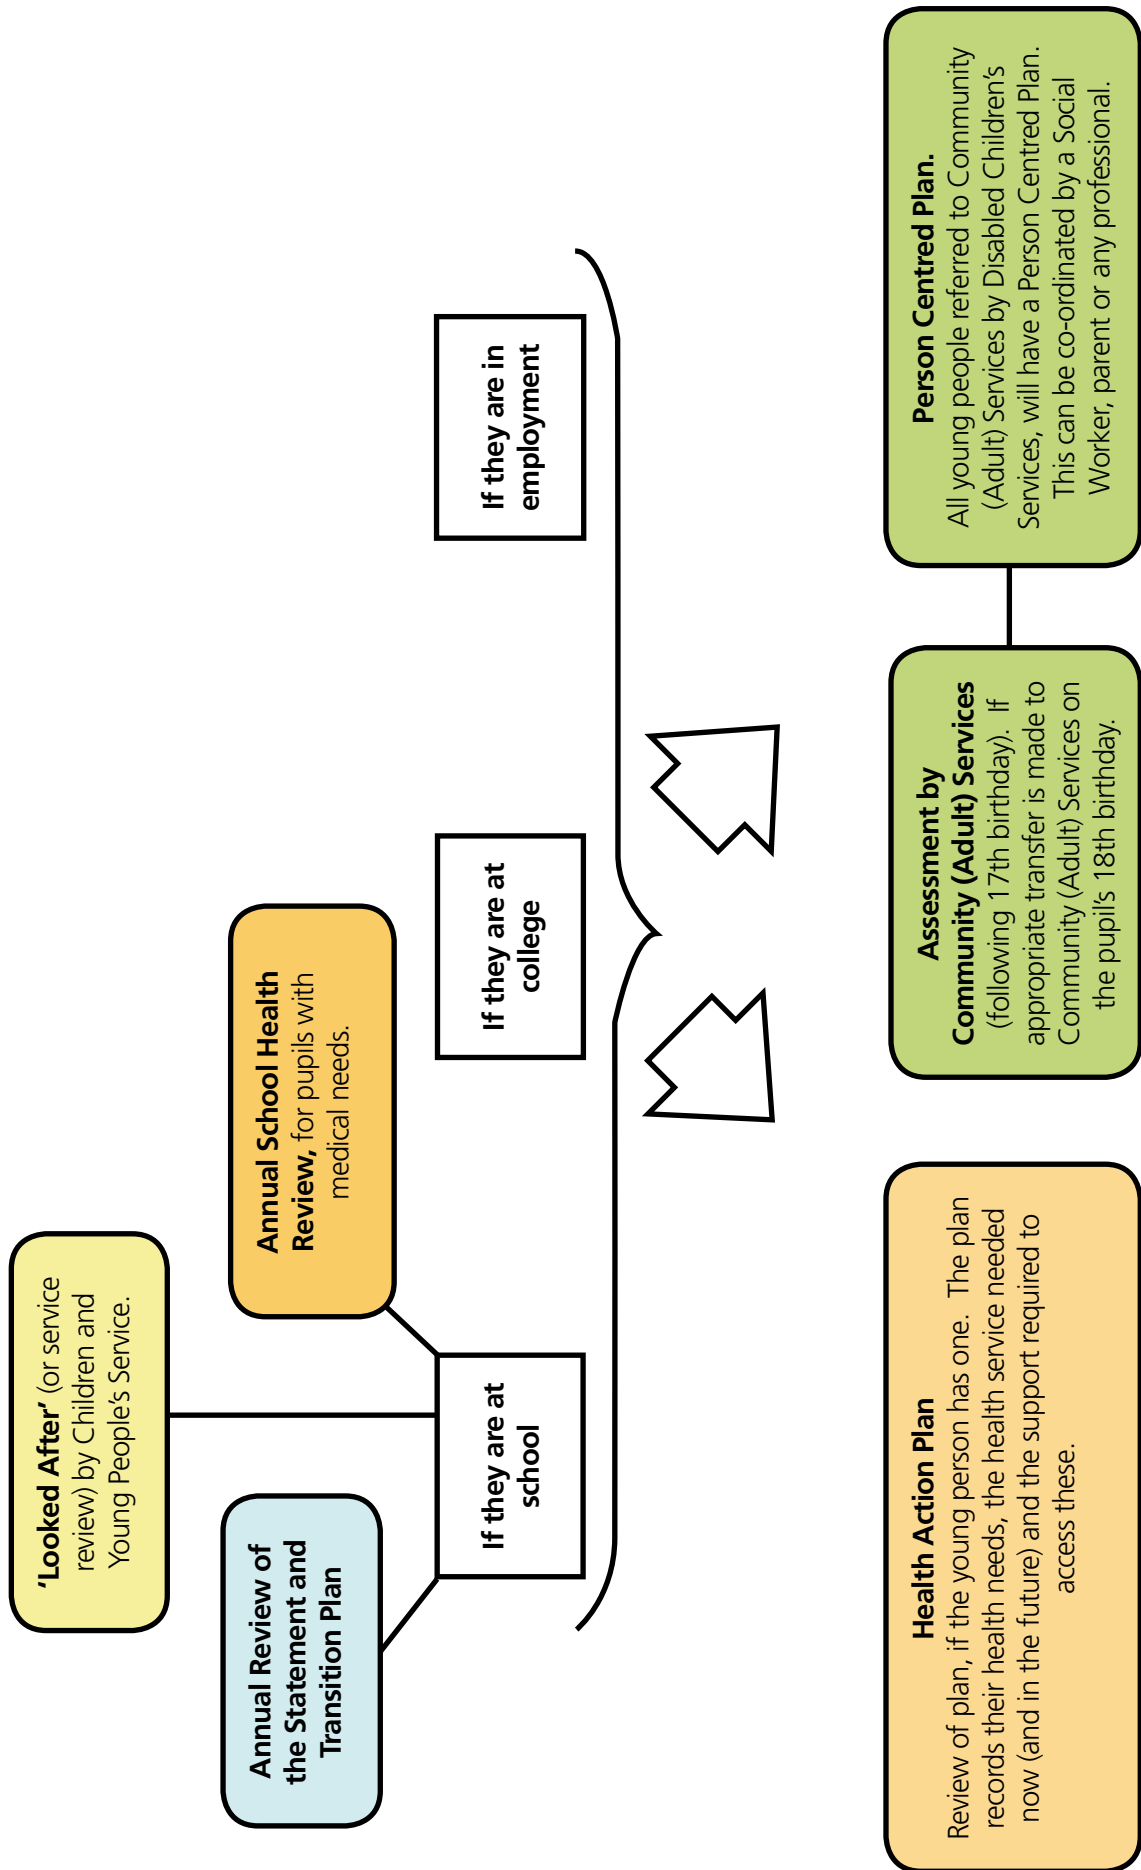 'Looked After' (or service
review) by Children and
Young People's Service.
Annual Review of
the Statement and
Transition Plan
Annual School Health
Review, for pupils with
medical needs.
If they are at
school
If they are at
college
If they are in
employment
Health Action Plan
Review of plan, if the young person has one.  The plan
records their health needs, the health service needed
now (and in the future) and the support required to
access these.
Assessment by
Community (Adult) Services
(following 17th birthday).  If
appropriate transfer is made to
Community (Adult) Services on
the pupil's 18th birthday.
Person Centred Plan.
All young people referred to Community
(Adult) Services by Disabled Children's
Services, will have a Person Centred Plan.
This can be co-ordinated by a Social
Worker, parent or any professional.